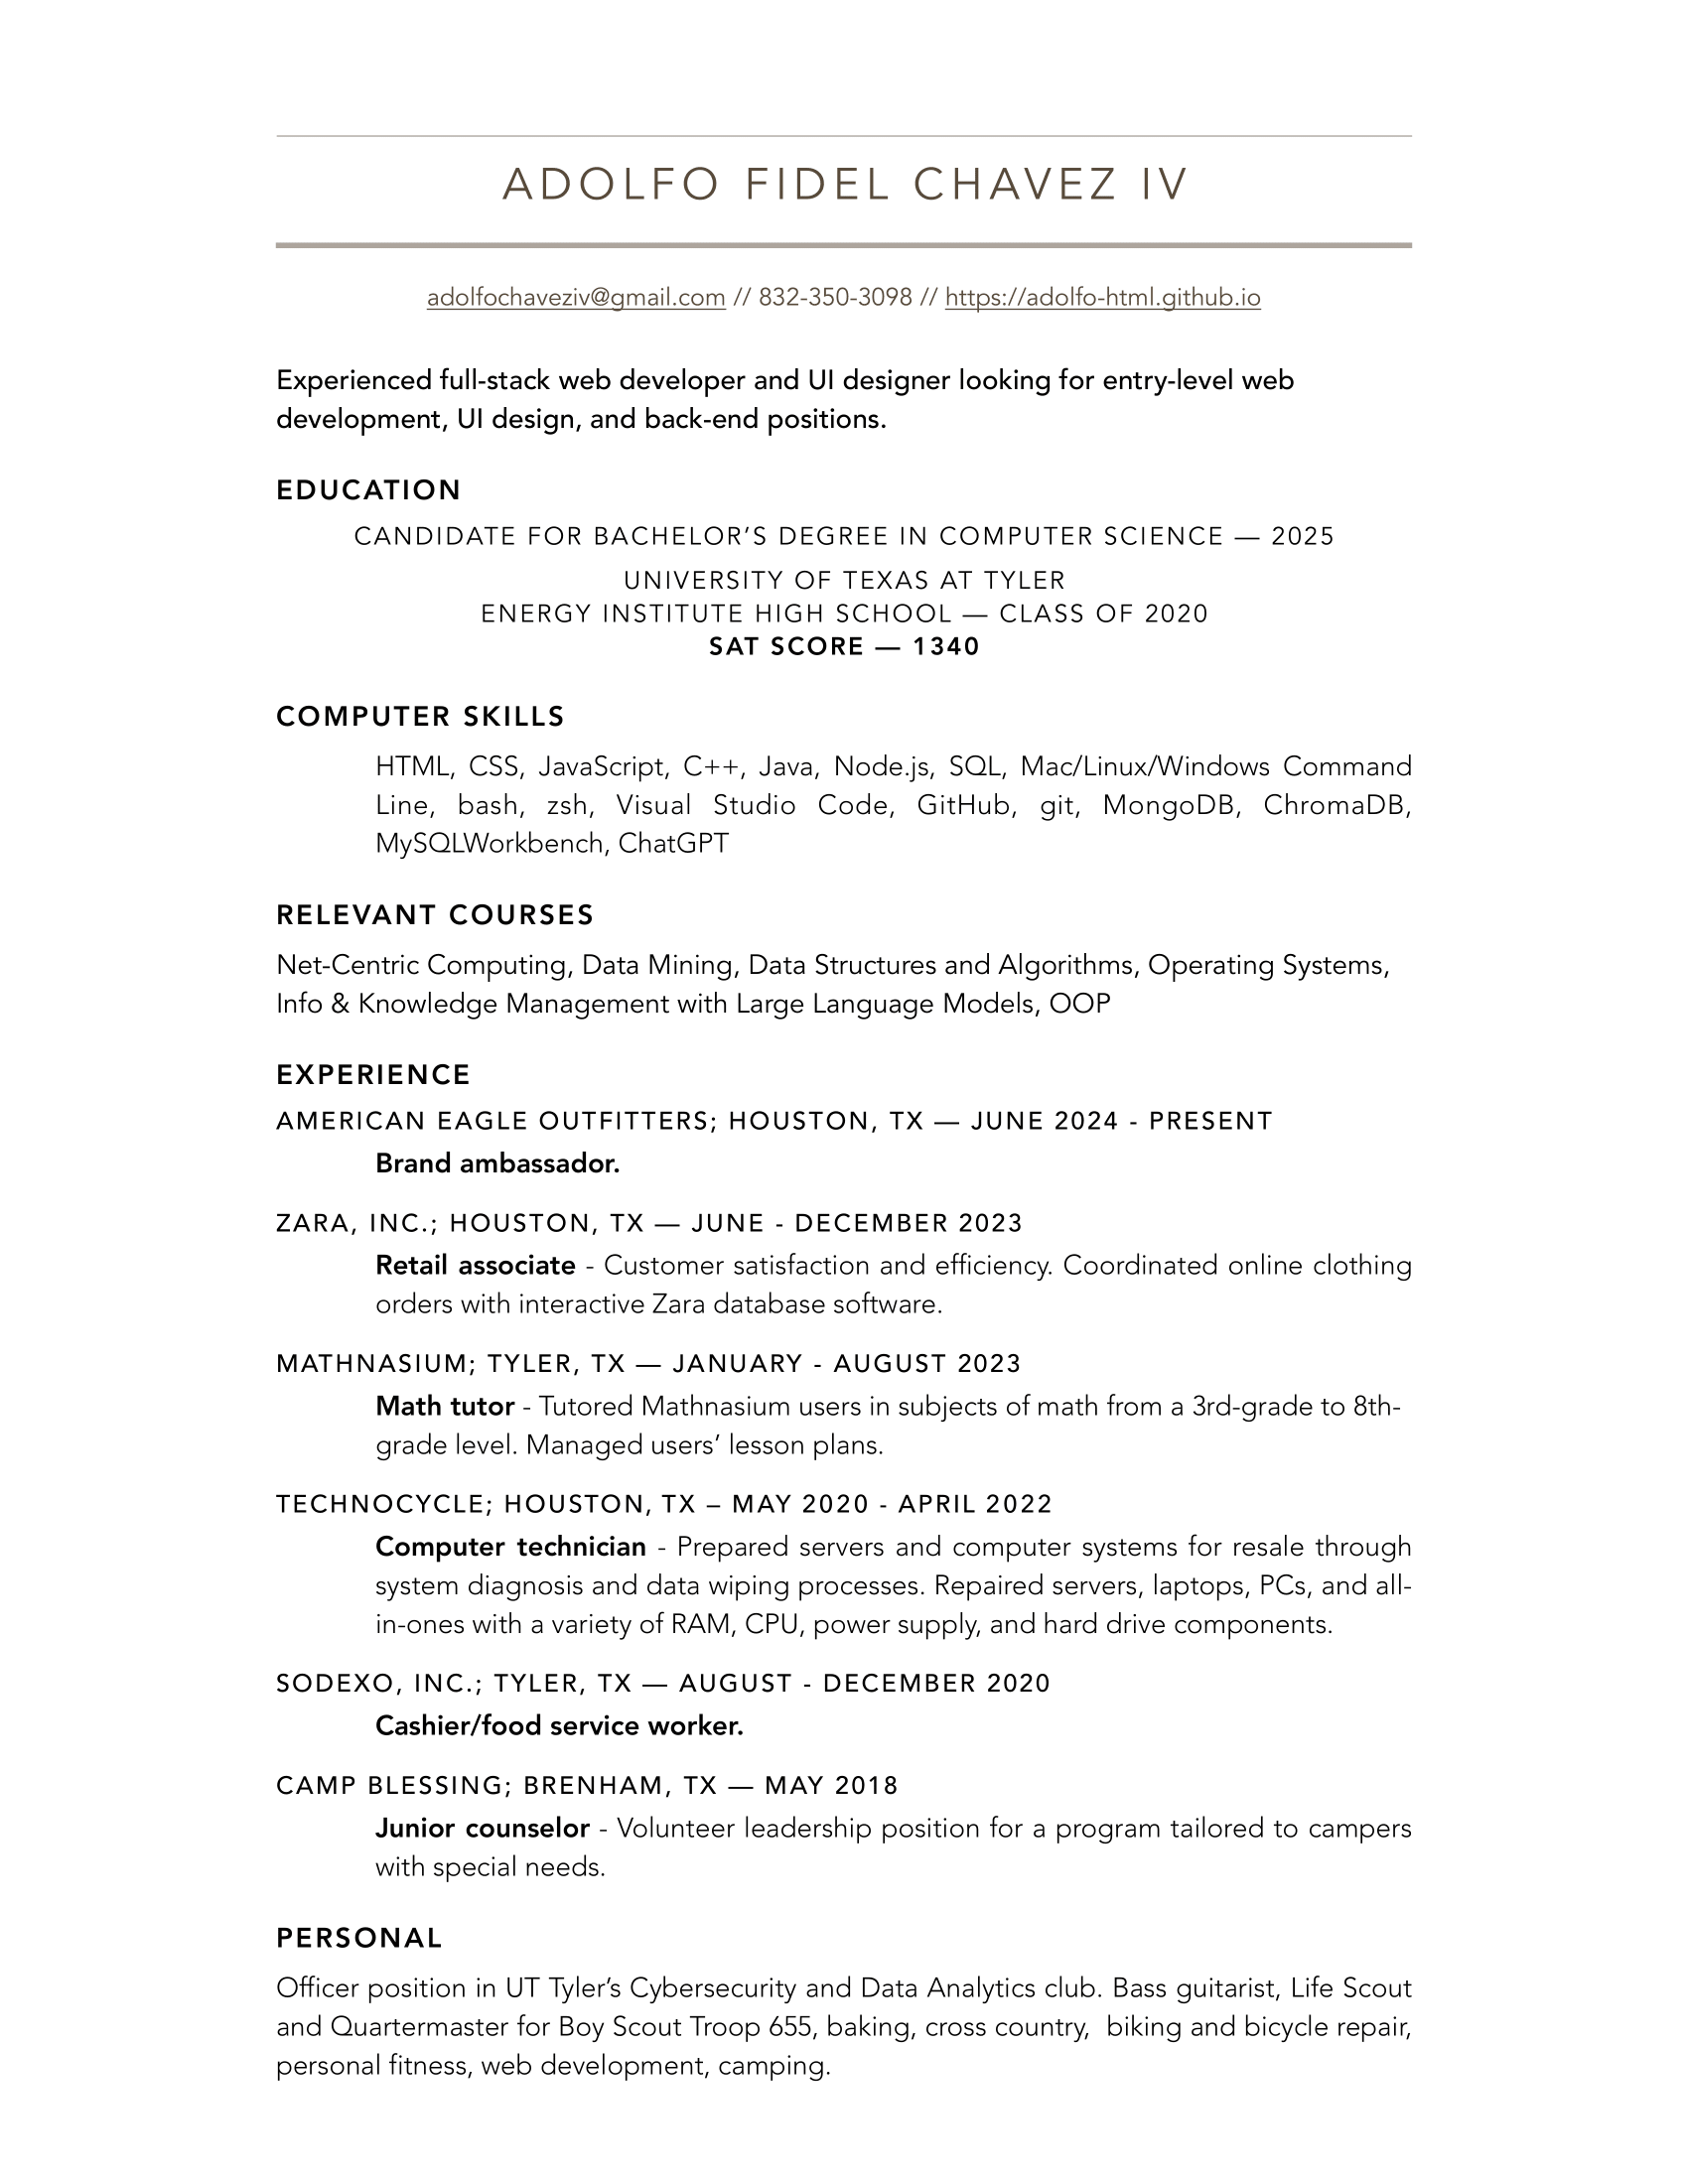 ADOLFO FIDEL CHAVEZ IV
adolfochaveziv@gmail.com // 832-350-3098 // https://adolfo-html.github.io
Experienced full-stack web developer and UI designer looking for entry-level web
development, UI design, and back-end positions.
EDUCATION
CANDIDATE FOR BACHELOR’S DEGREE IN COMPUTER SCIENCE — 2025
UNIVERSITY OF TEXAS AT TYLER
ENERGY INSTITUTE HIGH SCHOOL — CLASS OF 2020
SAT SCORE — 1340
COMPUTER SKILLS
HTML, CSS, JavaScript, C++, Java, Node.js, SQL, Mac/Linux/Windows Command
Line, bash, zsh, Visual Studio Code, GitHub, git, MongoDB, ChromaDB,
MySQLWorkbench, ChatGPT
RELEVANT COURSES
Net-Centric Computing, Data Mining, Data Structures and Algorithms, Operating Systems,
Info & Knowledge Management with Large Language Models, OOP
EXPERIENCE
AMERICAN EAGLE OUTFITTERS; HOUSTON, TX — JUNE 2024 - PRESENT
Brand ambassador.
ZARA, INC.; HOUSTON, TX — JUNE - DECEMBER 2023
Retail associate - Customer satisfaction and efficiency. Coordinated online clothing
orders with interactive Zara database software.
MATHNASIUM; TYLER, TX — JANUARY - AUGUST 2023
Math tutor - Tutored Mathnasium users in subjects of math from a 3rd-grade to 8th-
grade level. Managed users’ lesson plans.
TECHNOCYCLE; HOUSTON, TX – MAY 2020 - APRIL 2022
Computer technician - Prepared servers and computer systems for resale through
system diagnosis and data wiping processes. Repaired servers, laptops, PCs, and all-
in-ones with a variety of RAM, CPU, power supply, and hard drive components.
SODEXO, INC.; TYLER, TX — AUGUST - DECEMBER 2020
Cashier/food service worker.
CAMP BLESSING; BRENHAM, TX — MAY 2018
Junior counselor - Volunteer leadership position for a program tailored to campers
with special needs.
PERSONAL
Officer position in UT Tyler’s Cybersecurity and Data Analytics club. Bass guitarist, Life Scout
and Quartermaster for Boy Scout Troop 655, baking, cross country,  biking and bicycle repair,
personal fitness, web development, camping.